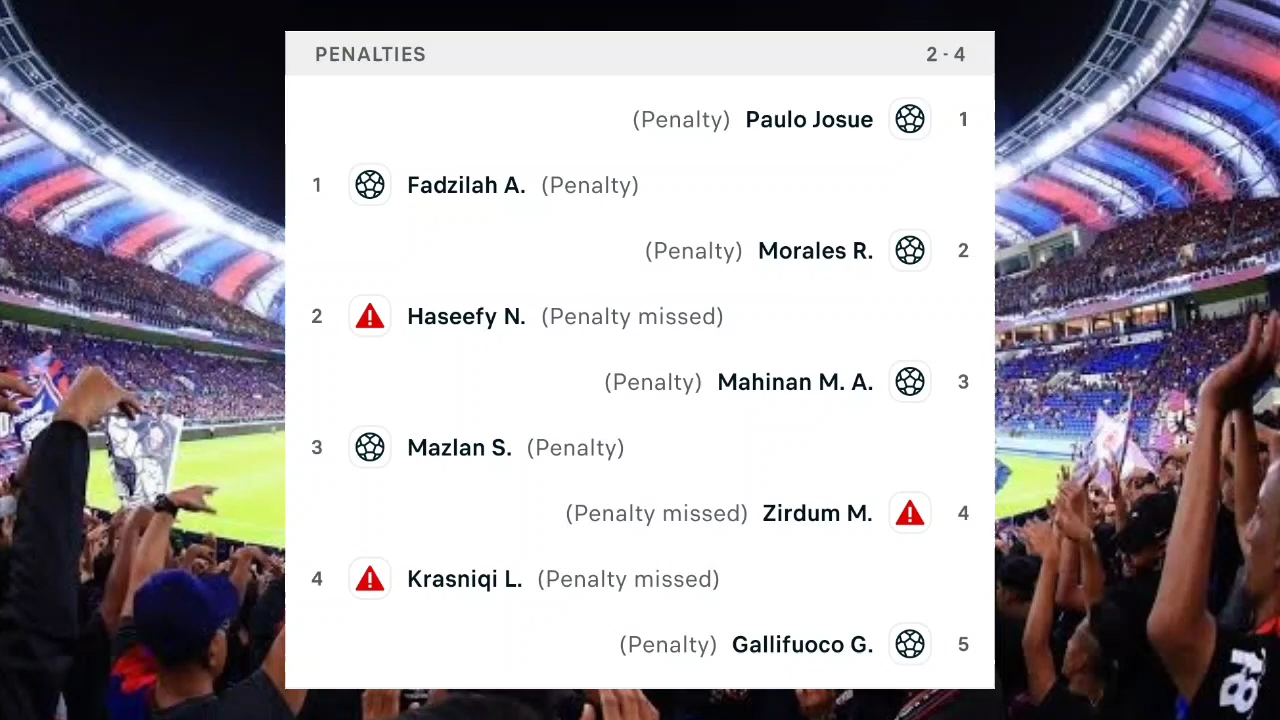 PENALTIES 2 - 4
(Penalty) Paulo Josue 1
1 Fadzilah A. (Penalty)
(Penalty) Morales R. 2
2 Haseefy N. (Penalty missed)
(Penalty) Mahinan M. A. 3
3 Mazlan S. (Penalty)
(Penalty missed) Zirdum M. 4
4 Krasniqi L. (Penalty missed)
(Penalty) Gallifuoco G. 5
18